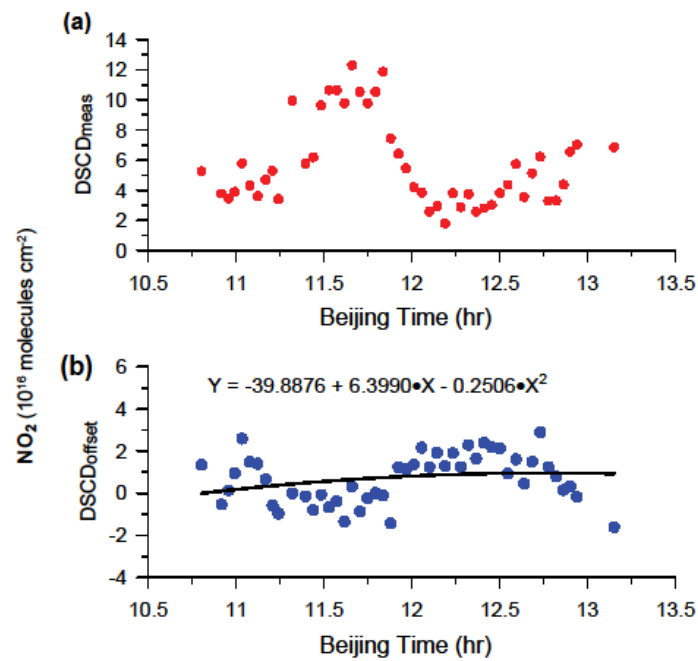 (a)
14
12
10
8
6
4
2
0
DSCDmeas
10.5 11 11.5 12 12.5 13 13.5
Beijing Time (hr)
NO2 (10^16 molecules cm^-2)
(b)
Y = -39.8876 + 6.3990•X - 0.2506•X^2
6
4
2
0
-2
-4
DSCDoffset
10.5 11 11.5 12 12.5 13 13.5
Beijing Time (hr)